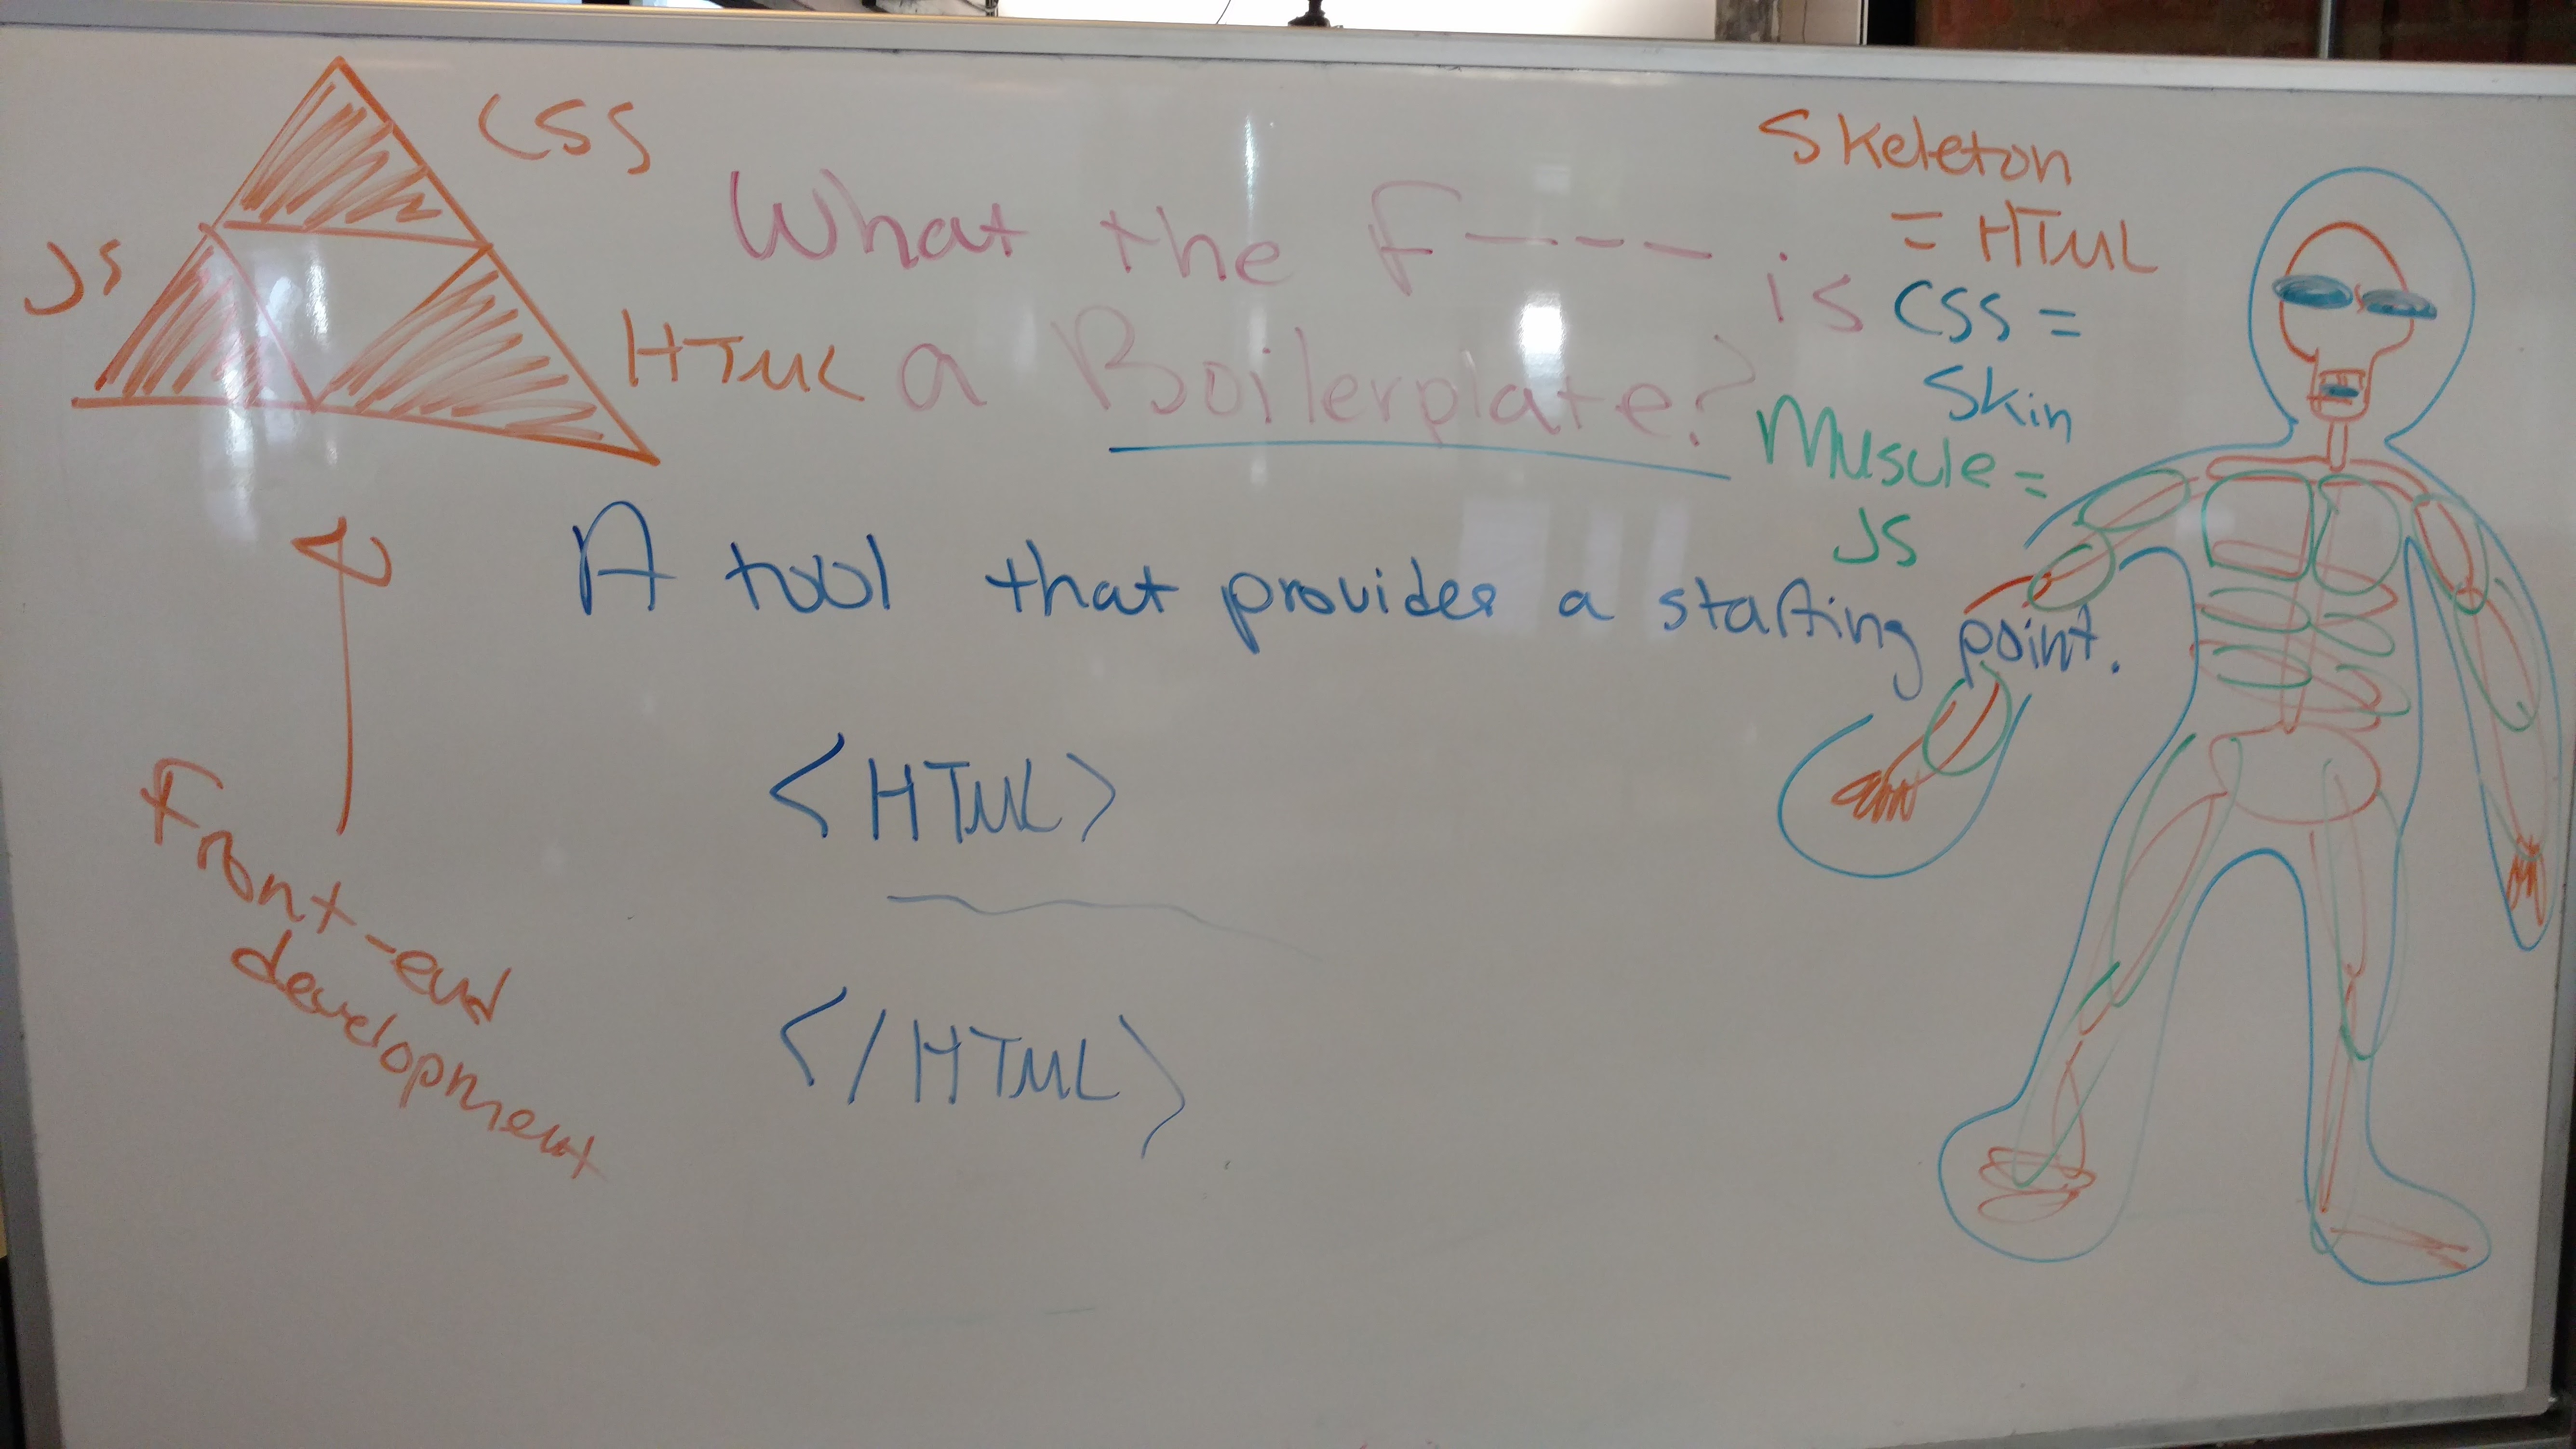 CSS
JS
HTML
What the F---- is
a Boilerplate?
Skeleton
= HTML
CSS =
Skin
Muscle =
JS
A tool that provides a starting point.
<HTML>
</HTML>
Front-end
development